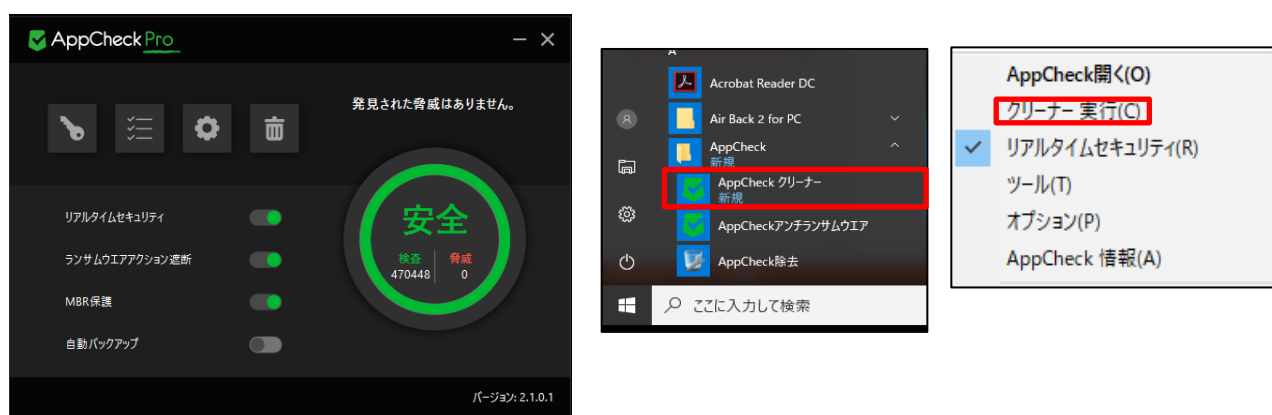 AppCheck Pro
発見された脅威はありません。
リアルタイムセキュリティ
ランサムウエアアクション遮断
MBR保護
自動バックアップ
安全
検査 脅威
470448 0
バージョン: 2.1.0.1
A
Acrobat Reader DC
Air Back 2 for PC
AppCheck
新規
AppCheck クリーナー
新規
AppCheckアンチランサムウエア
AppCheck除去
ここに入力して検索
AppCheck開く(O)
クリーナー 実行(C)
リアルタイムセキュリティ(R)
ツール(T)
オプション(P)
AppCheck 情報(A)